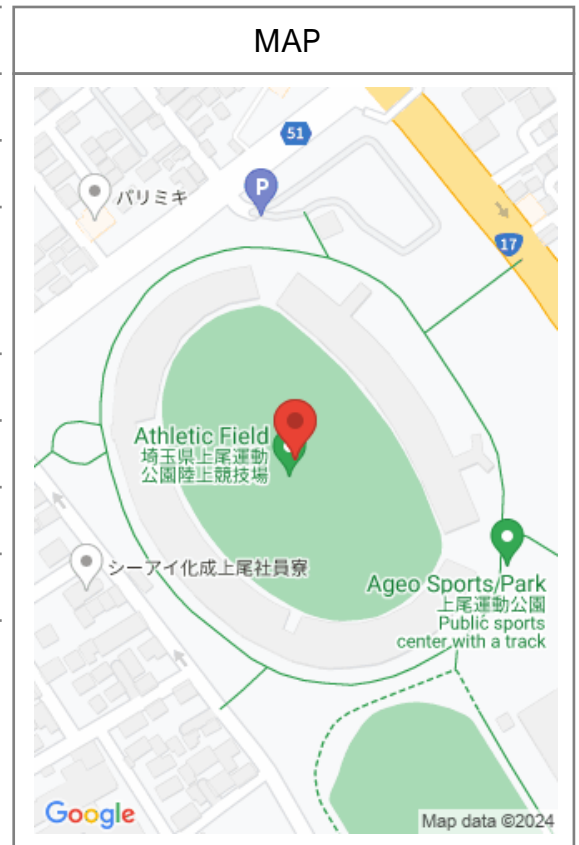 MAP
51
P
パリミキ
17
Athletic Field
埼玉県上尾運動
公園陸上競技場
シーアイ化成上尾社員寮
Ageo Sports Park
上尾運動公園
Public sports
center with a track
Google
Map data ©2024